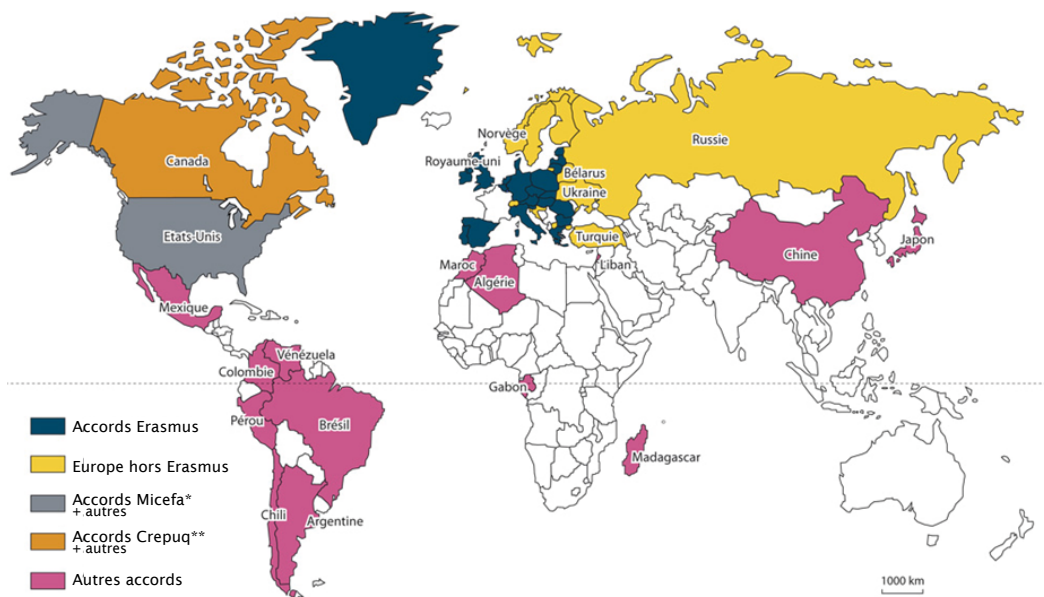 Norvège
Russie
Royaume-uni
Canada
Bélarus
Ukraine
Etats-Unis
Turquie
Japon
Chine
Maroc
Liban
Algérie
Mexique
Vénézuela
Colombie
Gabon
Pérou
Brésil
Madagascar
Chili
Argentine
Accords Erasmus
Europe hors Erasmus
Accords Micefa*
+ autres
Accords Crepuq**
+ autres
Autres accords
1000 km